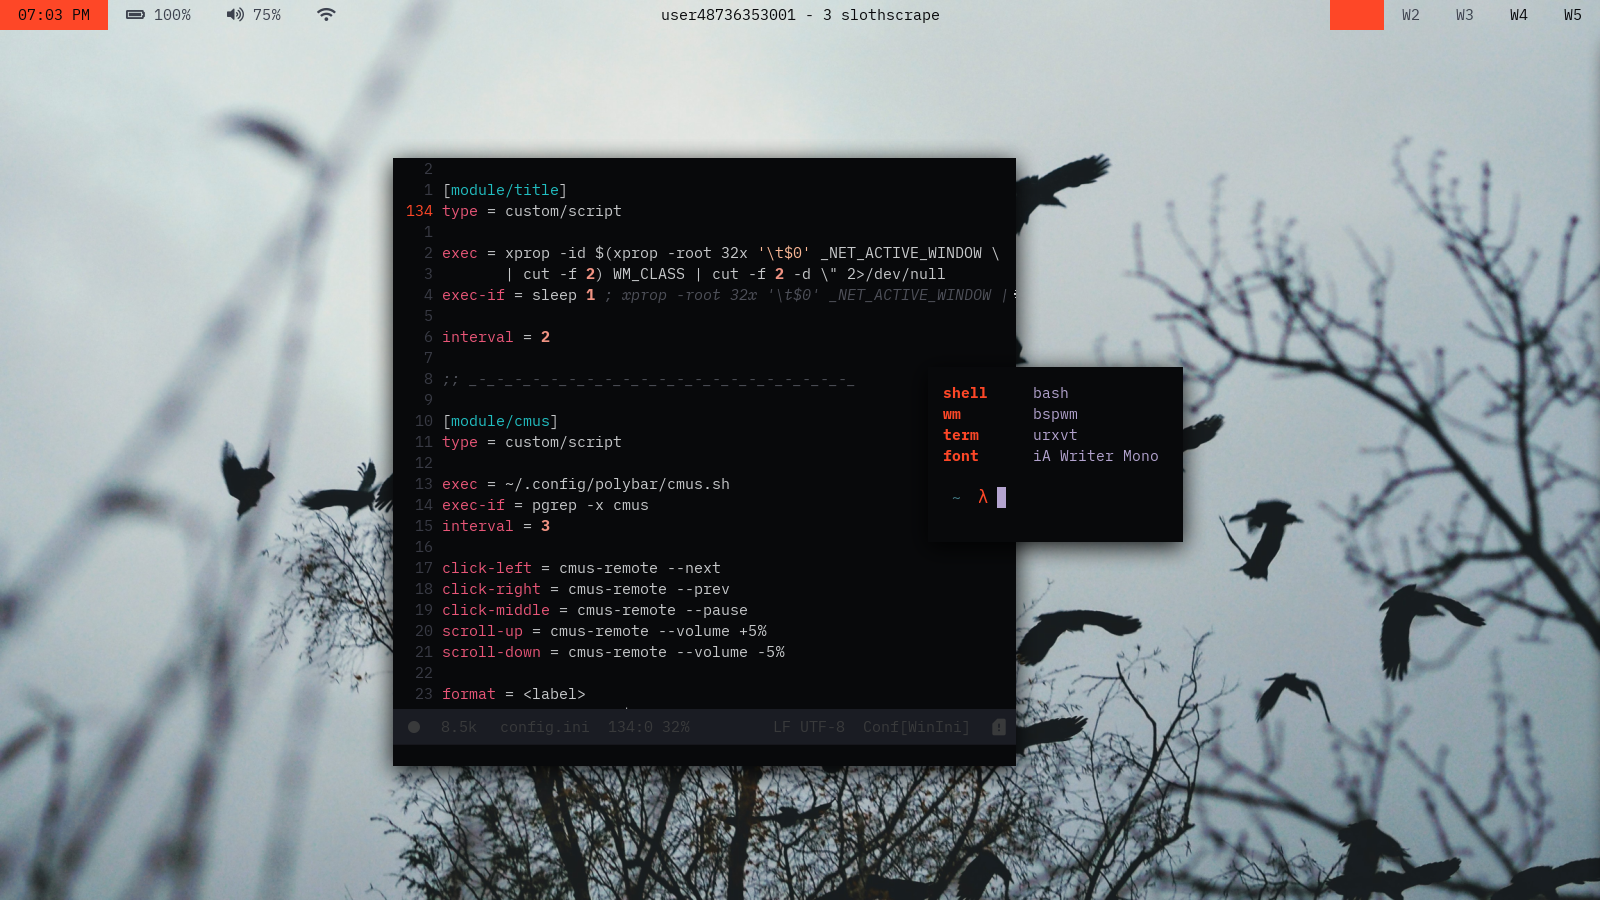 07:03 PM 100% 75% user48736353001 - 3 slothscrape W2 W3 W4 W5
2
1 [module/title]
134 type = custom/script
1
2 exec = xprop -id $(xprop -root 32x '\t$0' _NET_ACTIVE_WINDOW \
3 | cut -f 2) WM_CLASS | cut -f 2 -d \" 2>/dev/null
4 exec-if = sleep 1 ; xprop -root 32x '\t$0' _NET_ACTIVE_WINDOW |
5
6 interval = 2
7
8 ;; _-_-_-_-_-_-_-_-_-_-_-_-_-_-_-_-_-_-_-_-_-_
9
10 [module/cmus]
11 type = custom/script
12
13 exec = ~/.config/polybar/cmus.sh
14 exec-if = pgrep -x cmus
15 interval = 3
16
17 click-left = cmus-remote --next
18 click-right = cmus-remote --prev
19 click-middle = cmus-remote --pause
20 scroll-up = cmus-remote --volume +5%
21 scroll-down = cmus-remote --volume -5%
22
23 format = <label>
8.5k config.ini 134:0 32% LF UTF-8 Conf[WinIni]
shell bash
wm bspwm
term urxvt
font iA Writer Mono
~ λ